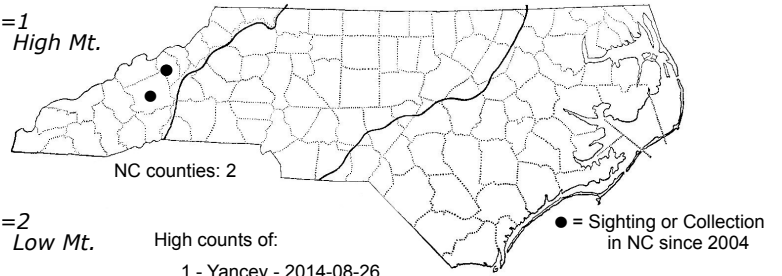 =1
High Mt.
NC counties: 2
=2
Low Mt.
High counts of:
● = Sighting or Collection
in NC since 2004
1 - Yancey - 2014-08-26